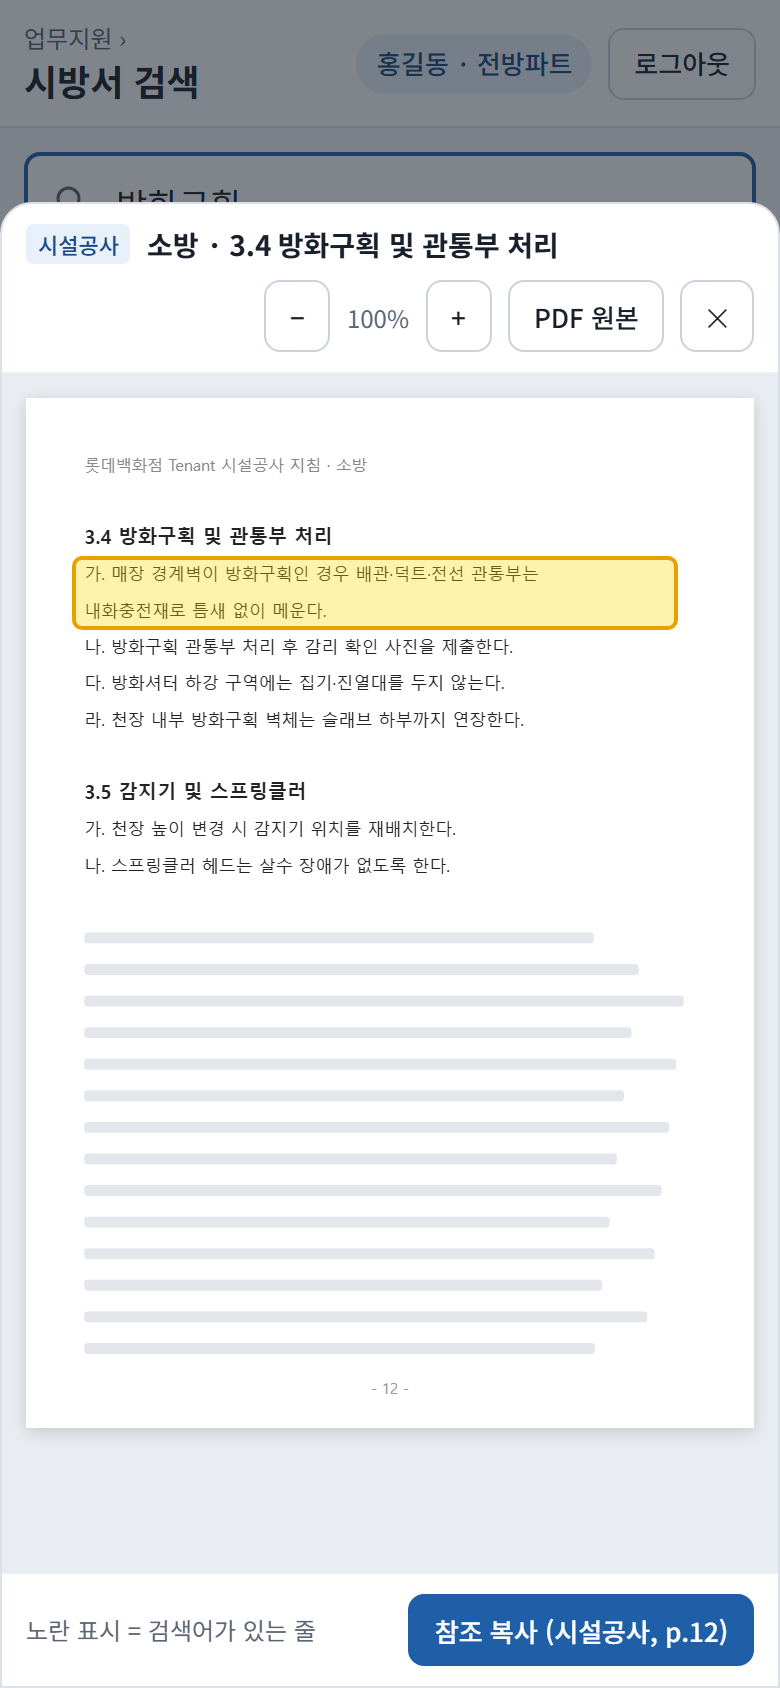 업무지원 ›
시방서 검색
홍길동 · 전방파트
로그아웃
방화구획
시설공사
소방 · 3.4 방화구획 및 관통부 처리
− 100% + PDF 원본 ×
롯데백화점 Tenant 시설공사 지침 · 소방
3.4 방화구획 및 관통부 처리
가. 매장 경계벽이 방화구획인 경우 배관·덕트·전선 관통부는
내화충전재로 틈새 없이 메운다.
나. 방화구획 관통부 처리 후 감리 확인 사진을 제출한다.
다. 방화셔터 하강 구역에는 집기·진열대를 두지 않는다.
라. 천장 내부 방화구획 벽체는 슬래브 하부까지 연장한다.
3.5 감지기 및 스프링클러
가. 천장 높이 변경 시 감지기 위치를 재배치한다.
나. 스프링클러 헤드는 살수 장애가 없도록 한다.
- 12 -
노란 표시 = 검색어가 있는 줄
참조 복사 (시설공사, p.12)